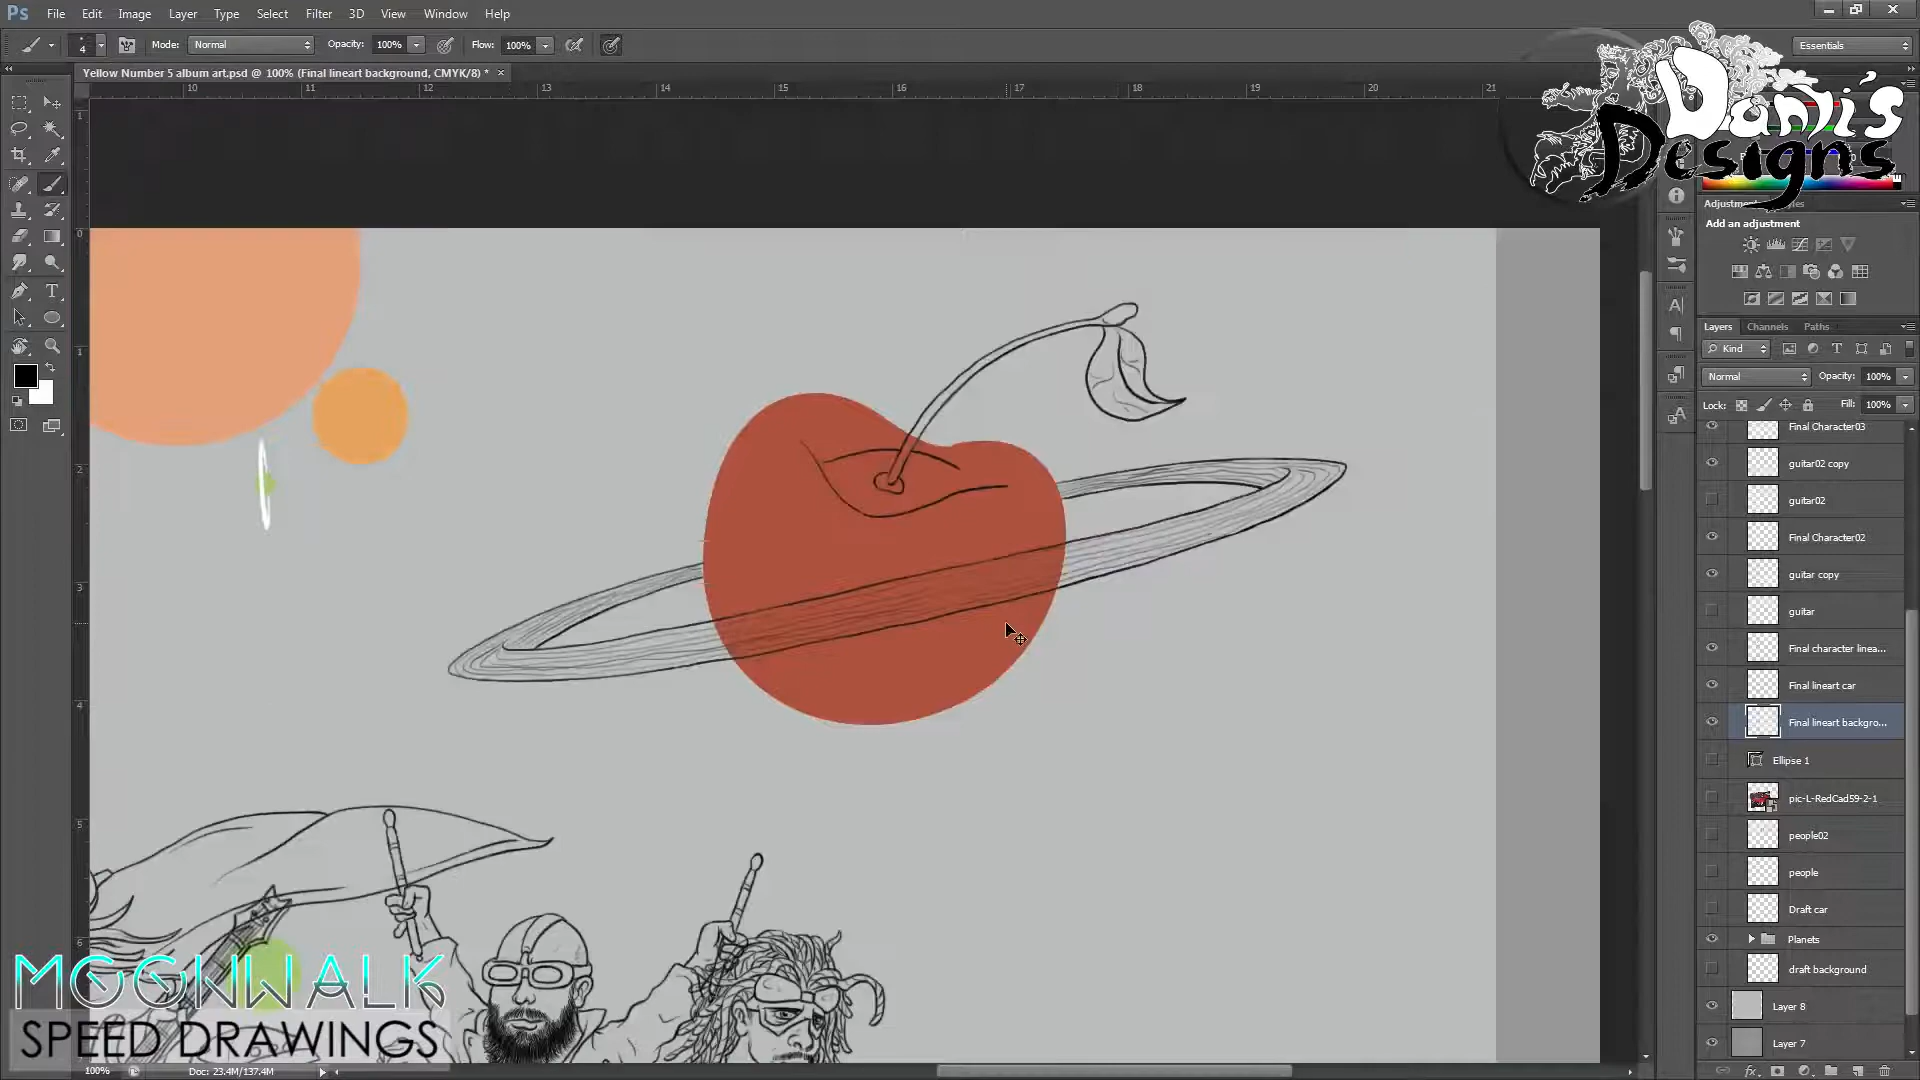 Ps File Edit Image Layer Type Select Filter 3D View Window Help
4 Mode: Normal Opacity: 100% Flow: 100% Essentials
Yellow Number 5 album art.psd @ 100% (Final lineart background, CMYK/8) *
10 11 12 13 14 15 16 17 18 19 20 21
Danli's
Designs
Add an adjustment
Layers Channels Paths
Kind
Normal Opacity: 100%
Lock: Fill: 100%
Final Character03
guitar02 copy
guitar02
Final Character02
guitar copy
guitar
Final character linea...
Final lineart car
Final lineart backgro...
Ellipse 1
pic-L-RedCad59-2-1
people02
people
Draft car
Planets
draft background
Layer 8
Layer 7
MOONWALK
SPEED DRAWINGS
100% Doc: 23.4M/137.4M